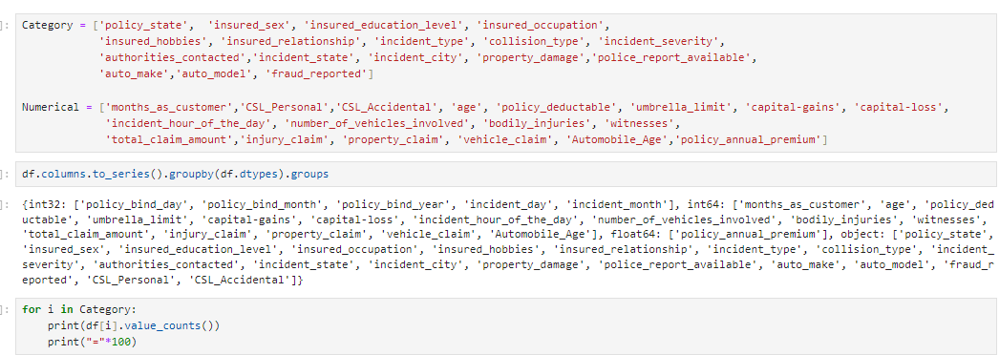 ]: Category = ['policy_state',  'insured_sex', 'insured_education_level', 'insured_occupation',
'insured_hobbies', 'insured_relationship', 'incident_type', 'collision_type', 'incident_severity',
'authorities_contacted','incident_state', 'incident_city', 'property_damage','police_report_available',
'auto_make','auto_model', 'fraud_reported']
Numerical = ['months_as_customer','CSL_Personal','CSL_Accidental', 'age', 'policy_deductable', 'umbrella_limit', 'capital-gains', 'capital-loss',
'incident_hour_of_the_day', 'number_of_vehicles_involved', 'bodily_injuries', 'witnesses',
'total_claim_amount','injury_claim', 'property_claim', 'vehicle_claim', 'Automobile_Age','policy_annual_premium']
]: df.columns.to_series().groupby(df.dtypes).groups
]: {int32: ['policy_bind_day', 'policy_bind_month', 'policy_bind_year', 'incident_day', 'incident_month'], int64: ['months_as_customer', 'age', 'policy_ded
uctable', 'umbrella_limit', 'capital-gains', 'capital-loss', 'incident_hour_of_the_day', 'number_of_vehicles_involved', 'bodily_injuries', 'witnesses',
'total_claim_amount', 'injury_claim', 'property_claim', 'vehicle_claim', 'Automobile_Age'], float64: ['policy_annual_premium'], object: ['policy_state',
'insured_sex', 'insured_education_level', 'insured_occupation', 'insured_hobbies', 'insured_relationship', 'incident_type', 'collision_type', 'incident_
severity', 'authorities_contacted', 'incident_state', 'incident_city', 'property_damage', 'police_report_available', 'auto_make', 'auto_model', 'fraud_r
eported', 'CSL_Personal', 'CSL_Accidental']}
]: for i in Category:
print(df[i].value_counts())
print("="*100)